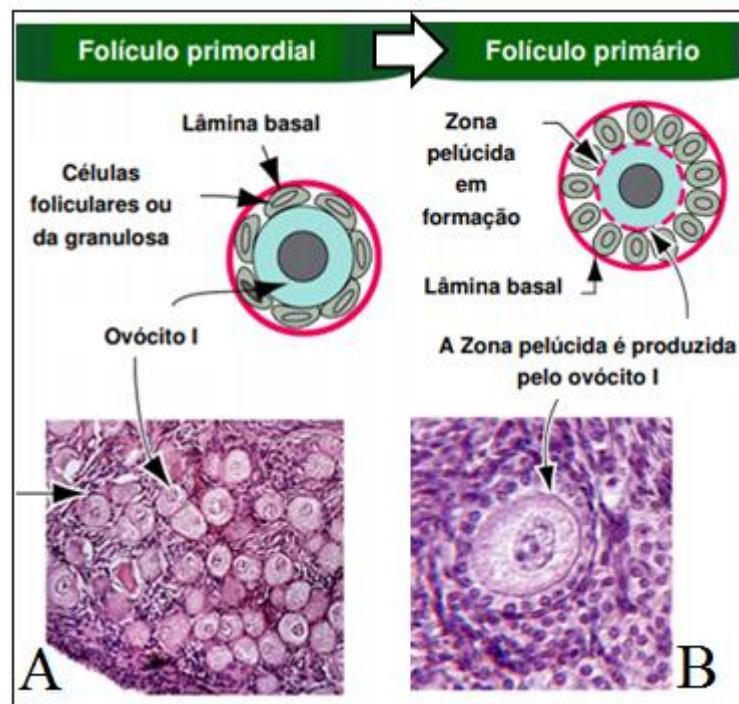 Folículo primordial
Folículo primário
Lâmina basal
Células
foliculares ou
da granulosa
Ovócito I
Zona
pelúcida
em
formação
Lâmina basal
A Zona pelúcida é produzida
pelo ovócito I
A
B